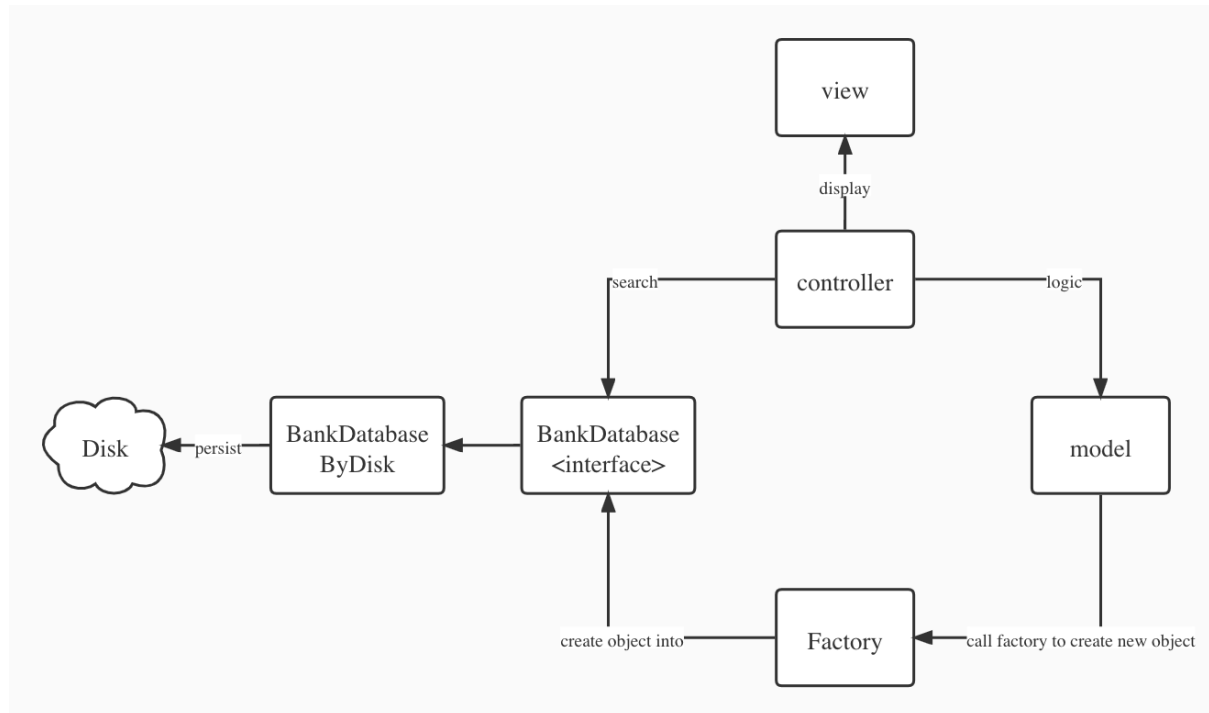 view
display
controller
search
logic
Disk
persist
BankDatabase
ByDisk
BankDatabase
<interface>
model
create object into
Factory
call factory to create new object